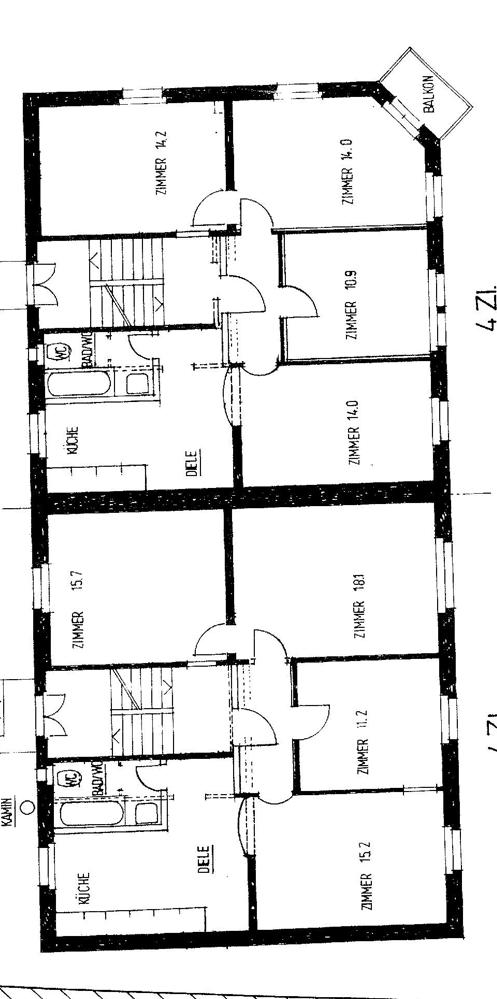 BALKON
ZIMMER 14.2
ZIMMER 14.0
ZIMMER 10.9
4 ZI.
WC
BAD/WC
KÜCHE
DIELE
ZIMMER 14.0
ZIMMER 15.7
ZIMMER 18.1
ZIMMER 11.2
4 ZI.
KAMIN
WC
BAD/WC
KÜCHE
DIELE
ZIMMER 15.2